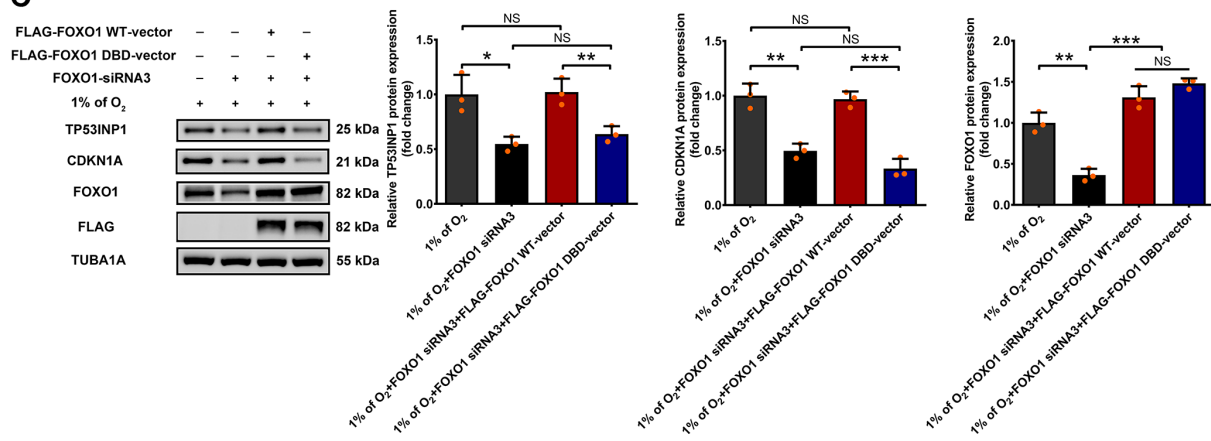 FLAG-FOXO1 WT-vector – – + –
FLAG-FOXO1 DBD-vector – – – +
FOXO1-siRNA3 – + + +
1% of O2 + + + +
TP53INP1 25 kDa
CDKN1A 21 kDa
FOXO1 82 kDa
FLAG 82 kDa
TUBA1A 55 kDa
Relative TP53INP1 protein expression
(fold change)
1.5
1.0
0.5
0.0
NS
NS
*
**
1% of O2
1% of O2+FOXO1 siRNA3
1% of O2+FOXO1 siRNA3+FLAG-FOXO1 WT-vector
1% of O2+FOXO1 siRNA3+FLAG-FOXO1 DBD-vector
Relative CDKN1A protein expression
(fold change)
1.5
1.0
0.5
0.0
NS
NS
**
***
1% of O2
1% of O2+FOXO1 siRNA3
1% of O2+FOXO1 siRNA3+FLAG-FOXO1 WT-vector
1% of O2+FOXO1 siRNA3+FLAG-FOXO1 DBD-vector
Relative FOXO1 protein expression
(fold change)
2.0
1.5
1.0
0.5
0.0
***
**
NS
1% of O2
1% of O2+FOXO1 siRNA3
1% of O2+FOXO1 siRNA3+FLAG-FOXO1 WT-vector
1% of O2+FOXO1 siRNA3+FLAG-FOXO1 DBD-vector